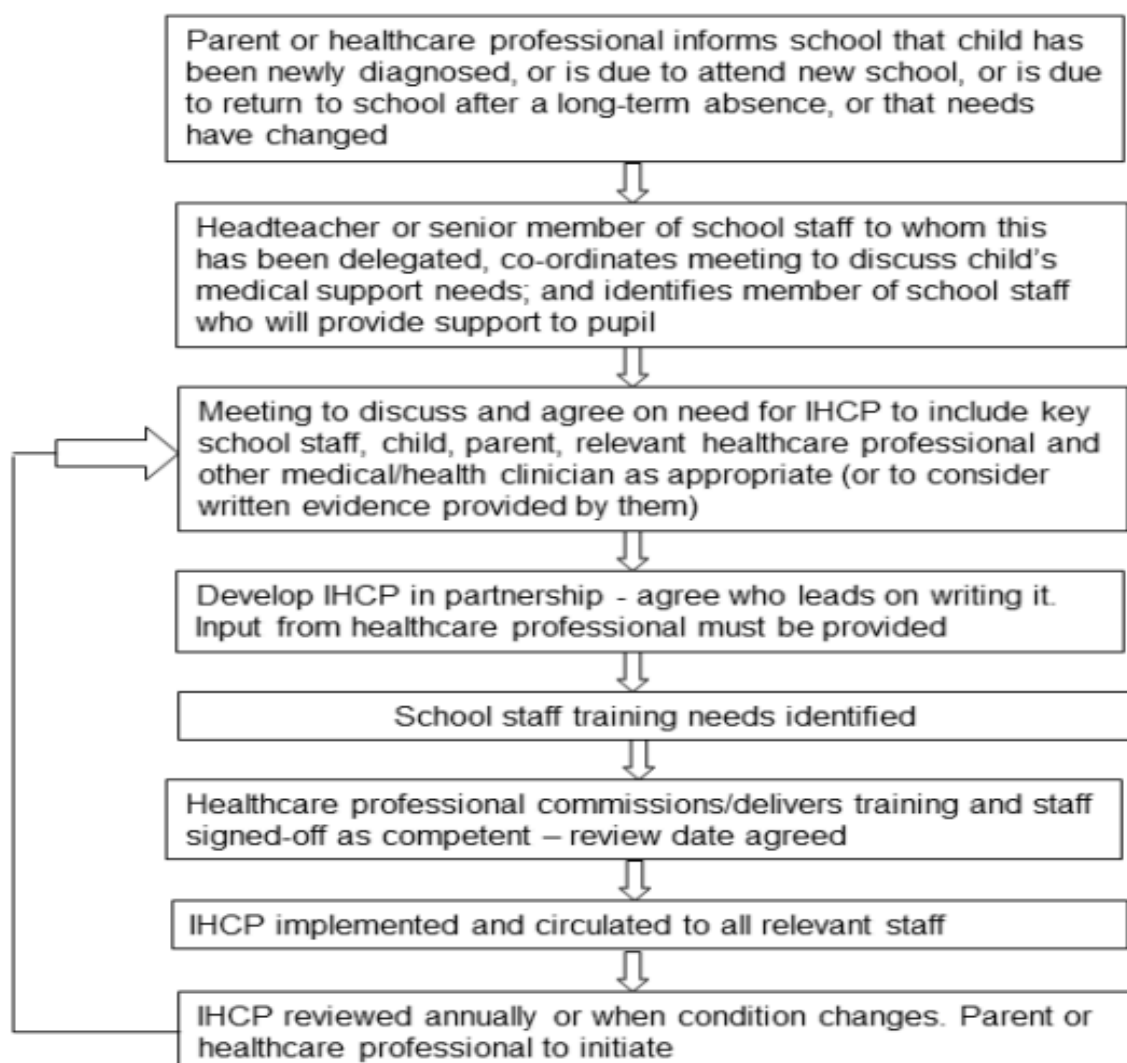 Parent or healthcare professional informs school that child has
been newly diagnosed, or is due to attend new school, or is due
to return to school after a long-term absence, or that needs
have changed
Headteacher or senior member of school staff to whom this
has been delegated, co-ordinates meeting to discuss child's
medical support needs; and identifies member of school staff
who will provide support to pupil
Meeting to discuss and agree on need for IHCP to include key
school staff, child, parent, relevant healthcare professional and
other medical/health clinician as appropriate (or to consider
written evidence provided by them)
Develop IHCP in partnership - agree who leads on writing it.
Input from healthcare professional must be provided
School staff training needs identified
Healthcare professional commissions/delivers training and staff
signed-off as competent – review date agreed
IHCP implemented and circulated to all relevant staff
IHCP reviewed annually or when condition changes. Parent or
healthcare professional to initiate